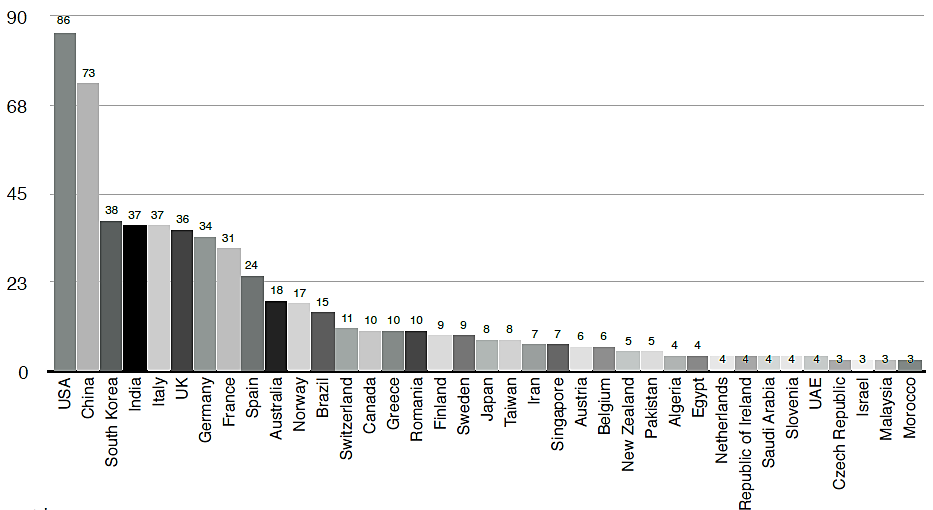 90
68
45
23
0
86
73
38
37
37
36
34
31
24
18
17
15
11
10
10
10
9
9
8
8
7
7
6
6
5
5
4
4
4
4
4
4
4
3
3
3
3
USA
China
South Korea
India
Italy
UK
Germany
France
Spain
Australia
Norway
Brazil
Switzerland
Canada
Greece
Romania
Finland
Sweden
Japan
Taiwan
Iran
Singapore
Austria
Belgium
New Zealand
Pakistan
Algeria
Egypt
Netherlands
Republic of Ireland
Saudi Arabia
Slovenia
UAE
Czech Republic
Israel
Malaysia
Morocco